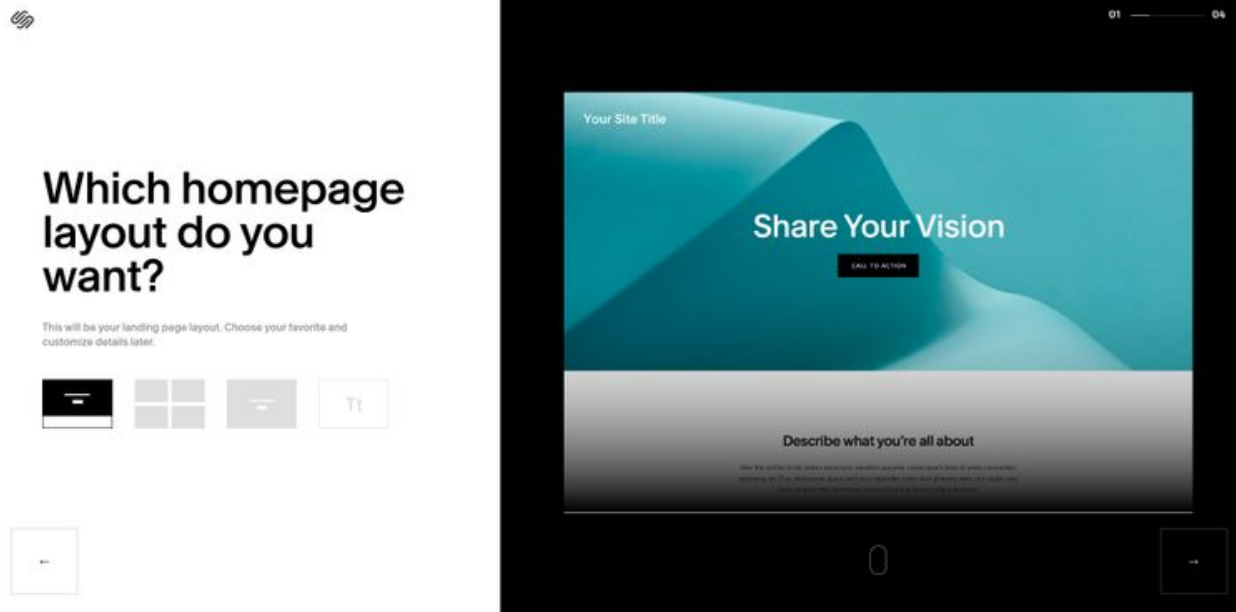 Which homepage
layout do you
want?
This will be your landing page layout. Choose your favorite and
customize details later.
Tt
←
01
04
Your Site Title
Share Your Vision
CALL TO ACTION
Describe what you're all about
→